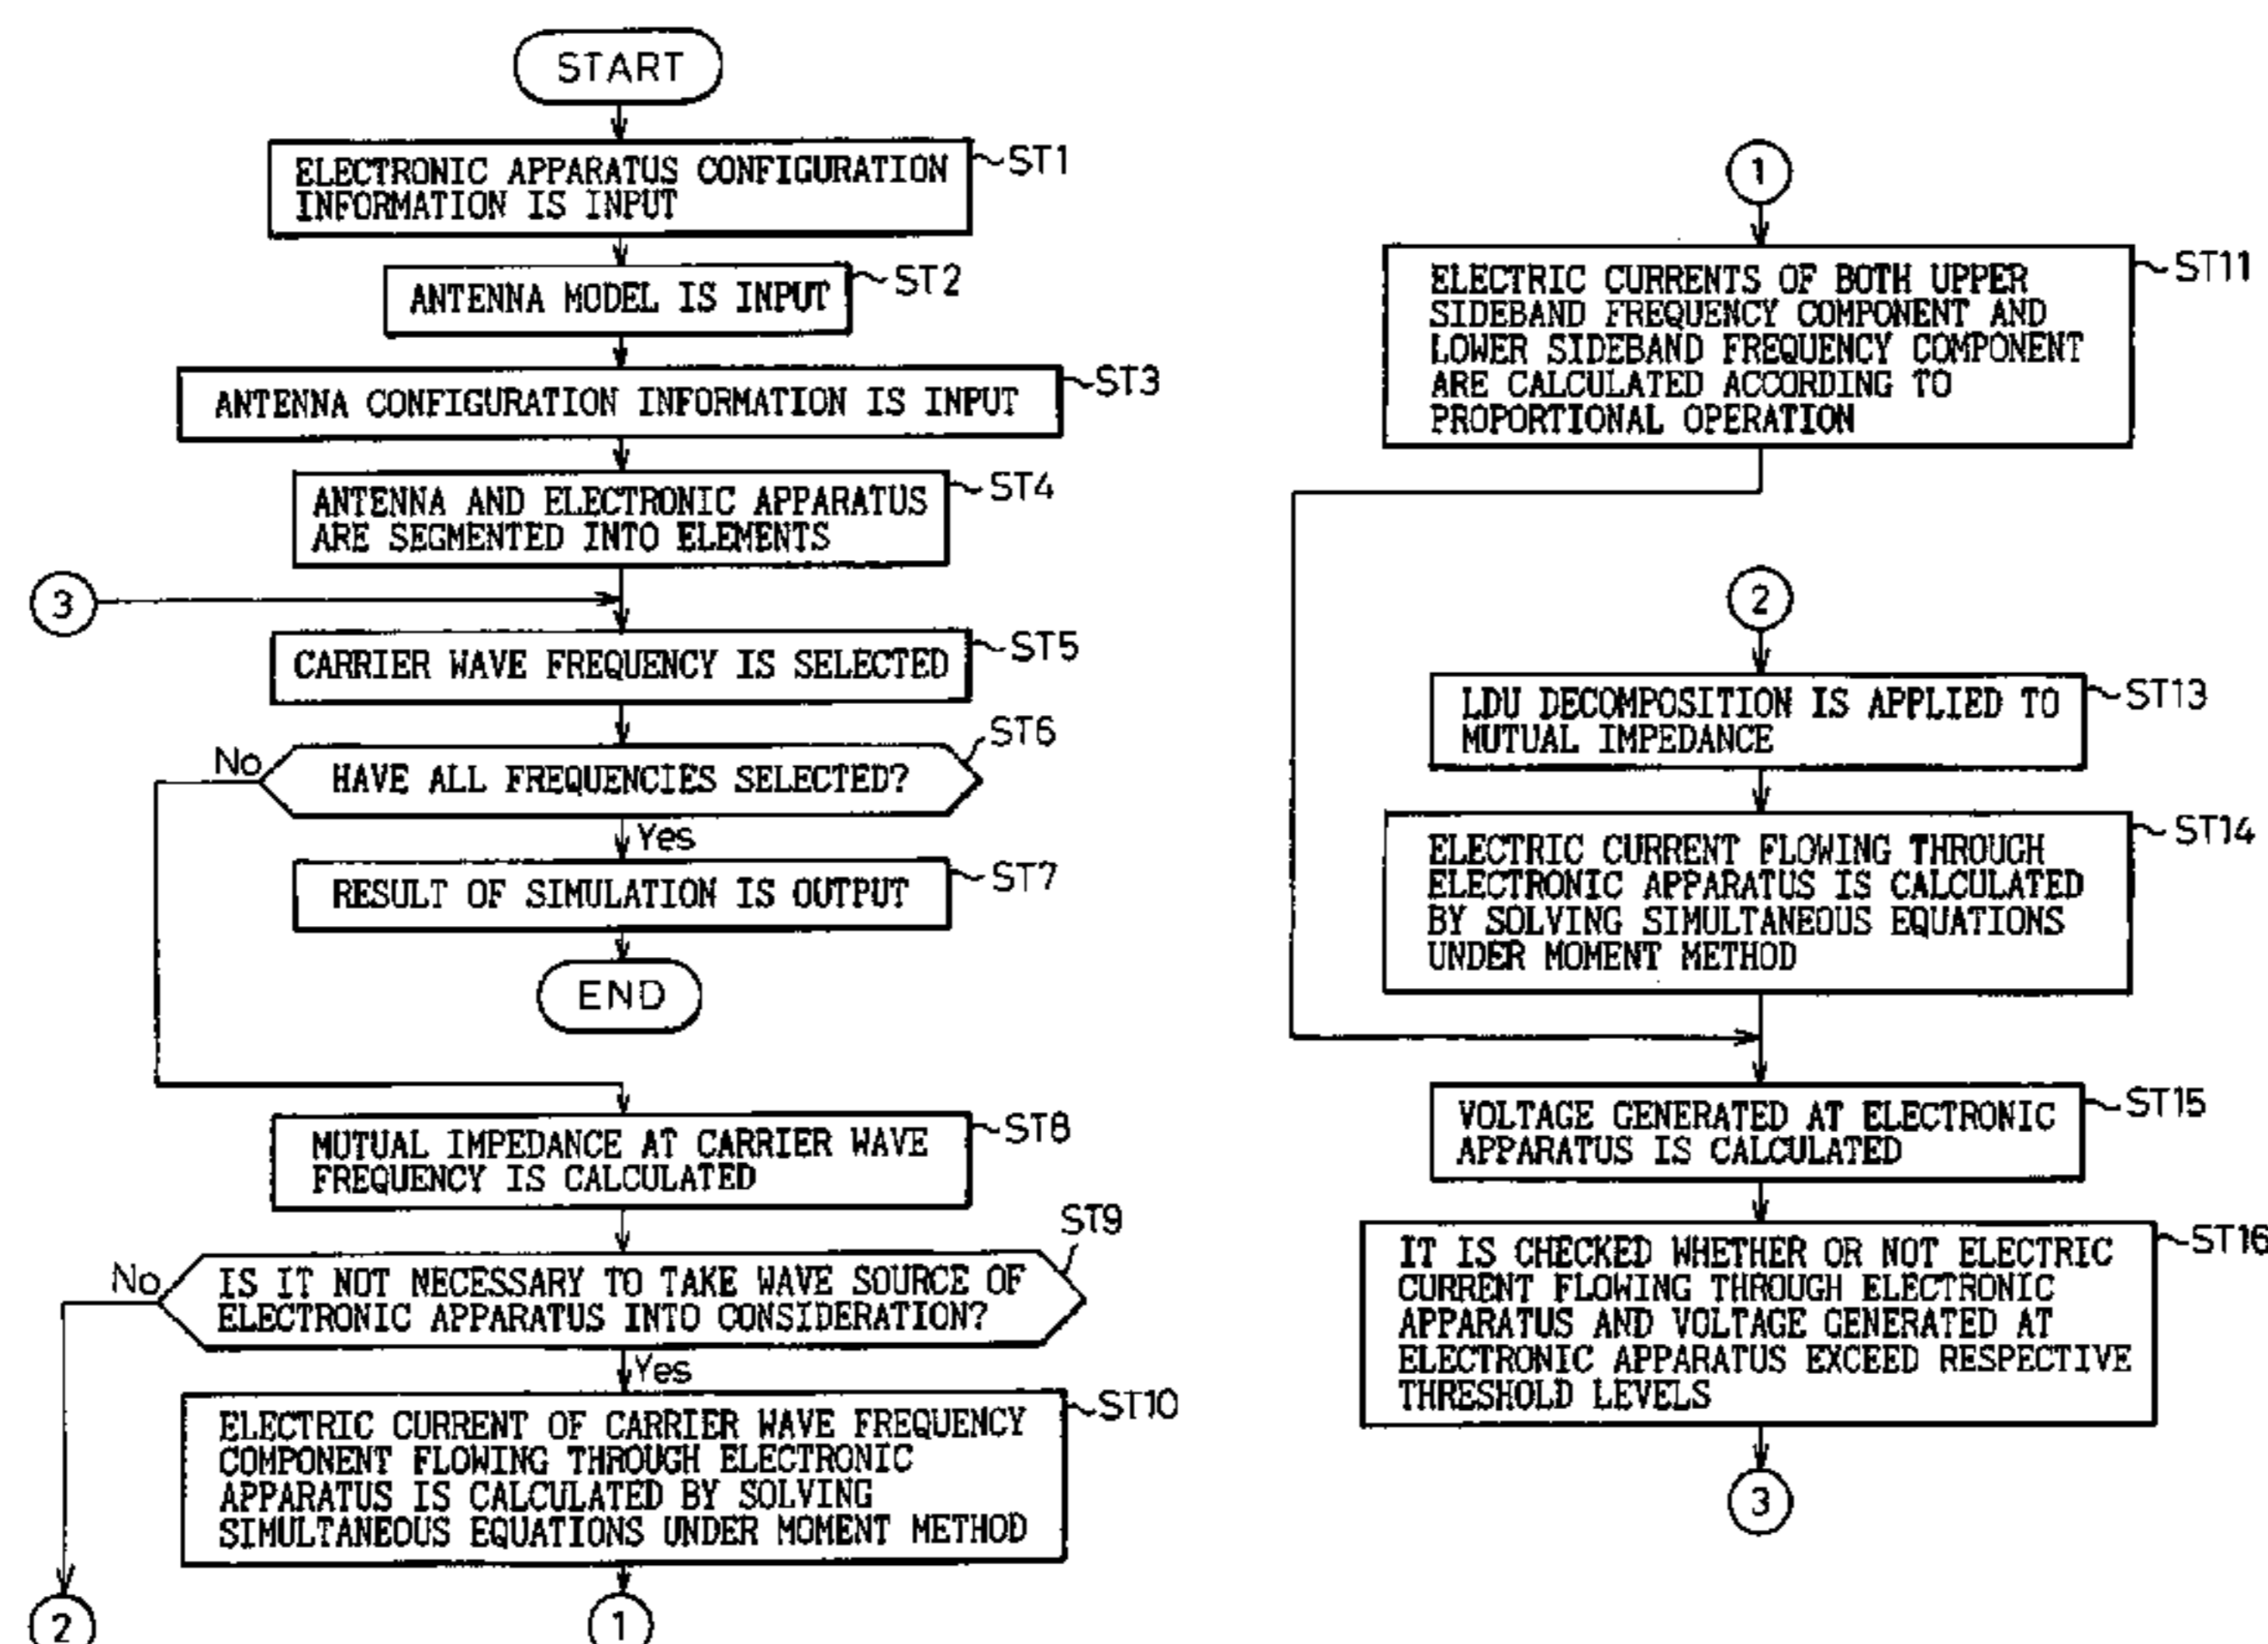 START
ELECTRONIC APPARATUS CONFIGURATION
INFORMATION IS INPUT
ST1
ANTENNA MODEL IS INPUT
ST2
ANTENNA CONFIGURATION INFORMATION IS INPUT
ST3
ANTENNA AND ELECTRONIC APPARATUS
ARE SEGMENTED INTO ELEMENTS
ST4
3
CARRIER WAVE FREQUENCY IS SELECTED
ST5
HAVE ALL FREQUENCIES SELECTED?
ST6
No
Yes
RESULT OF SIMULATION IS OUTPUT
ST7
END
MUTUAL IMPEDANCE AT CARRIER WAVE
FREQUENCY IS CALCULATED
ST8
IS IT NOT NECESSARY TO TAKE WAVE SOURCE OF
ELECTRONIC APPARATUS INTO CONSIDERATION?
ST9
No
Yes
ELECTRIC CURRENT OF CARRIER WAVE FREQUENCY
COMPONENT FLOWING THROUGH ELECTRONIC
APPARATUS IS CALCULATED BY SOLVING
SIMULTANEOUS EQUATIONS UNDER MOMENT METHOD
ST10
2
1
1
ELECTRIC CURRENTS OF BOTH UPPER
SIDEBAND FREQUENCY COMPONENT AND
LOWER SIDEBAND FREQUENCY COMPONENT
ARE CALCULATED ACCORDING TO
PROPORTIONAL OPERATION
ST11
2
LDU DECOMPOSITION IS APPLIED TO
MUTUAL IMPEDANCE
ST13
ELECTRIC CURRENT FLOWING THROUGH
ELECTRONIC APPARATUS IS CALCULATED
BY SOLVING SIMULTANEOUS EQUATIONS
UNDER MOMENT METHOD
ST14
VOLTAGE GENERATED AT ELECTRONIC
APPARATUS IS CALCULATED
ST15
IT IS CHECKED WHETHER OR NOT ELECTRIC
CURRENT FLOWING THROUGH ELECTRONIC
APPARATUS AND VOLTAGE GENERATED AT
ELECTRONIC APPARATUS EXCEED RESPECTIVE
THRESHOLD LEVELS
ST16
3